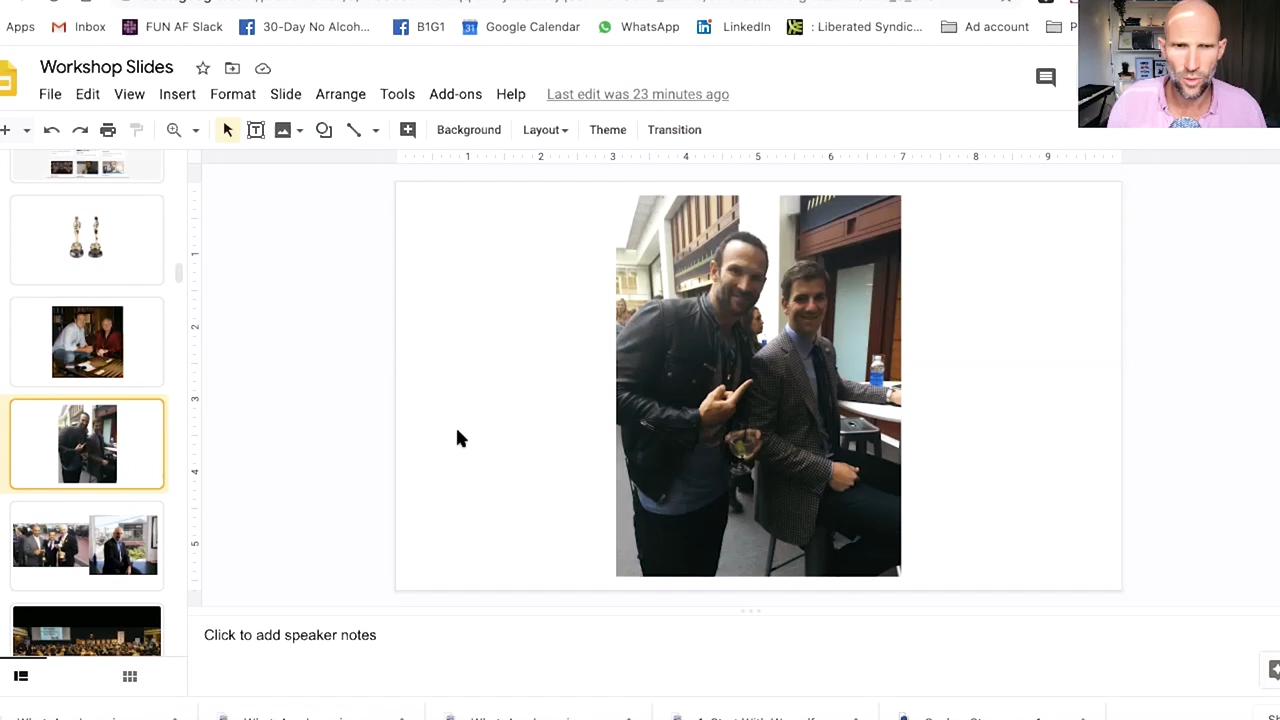 Apps Inbox FUN AF Slack 30-Day No Alcoh... B1G1 Google Calendar WhatsApp LinkedIn : Liberated Syndic... Ad account P
Workshop Slides
File Edit View Insert Format Slide Arrange Tools Add-ons Help Last edit was 23 minutes ago
Background Layout Theme Transition
1 2 3 4 5 6 7 8 9
1
2
3
4
5
Click to add speaker notes